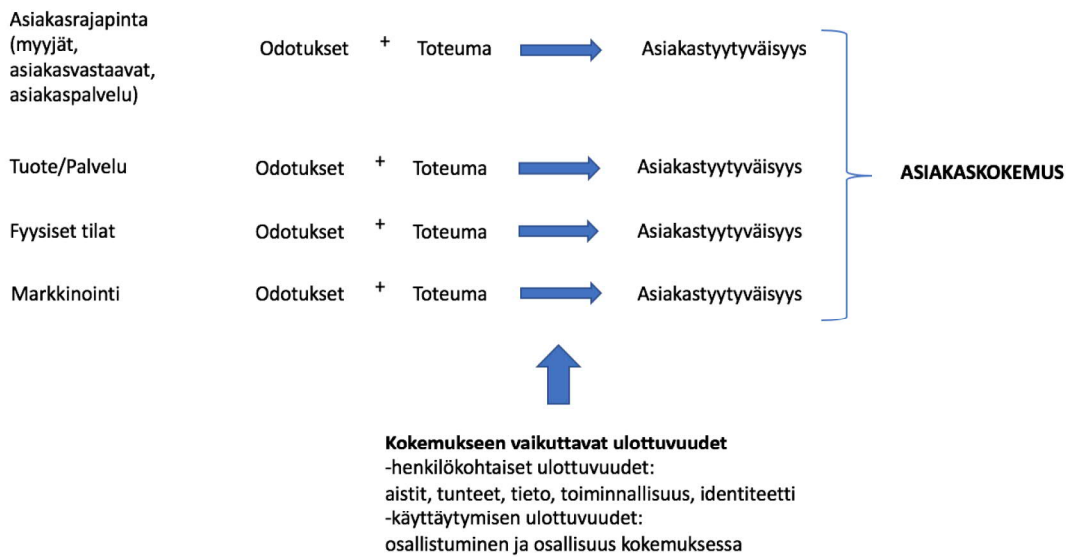 Asiakasrajapinta
(myyjät,
asiakasvastaavat,
asiakaspalvelu)
Odotukset + Toteuma Asiakastyytyväisyys
Tuote/Palvelu Odotukset + Toteuma Asiakastyytyväisyys
ASIAKASKOKEMUS
Fyysiset tilat Odotukset + Toteuma Asiakastyytyväisyys
Markkinointi Odotukset + Toteuma Asiakastyytyväisyys
Kokemukseen vaikuttavat ulottuvuudet
-henkilökohtaiset ulottuvuudet:
aistit, tunteet, tieto, toiminnallisuus, identiteetti
-käyttäytymisen ulottuvuudet:
osallistuminen ja osallisuus kokemuksessa